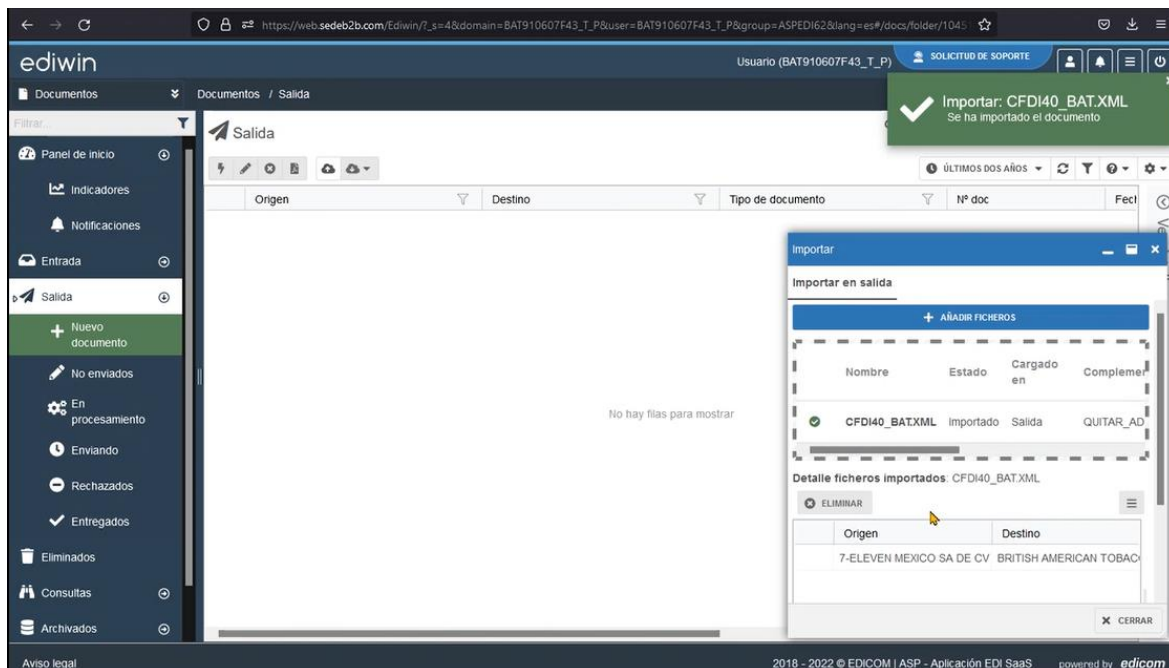 https://web.sedeb2b.com/Ediwin/?_s=4&domain=BAT910607F43_T_P&user=BAT910607F43_T_P&group=ASPEDI62&lang=es#/docs/folder/1045
ediwin
Usuario (BAT910607F43_T_P)
SOLICITUD DE SOPORTE
Documentos
Documentos / Salida
Importar: CFDI40_BAT.XML
Se ha importado el documento
Filtrar...
Salida
Panel de inicio
Indicadores
Notificaciones
Entrada
Salida
Nuevo
documento
No enviados
En
procesamiento
Enviando
Rechazados
Entregados
Eliminados
Consultas
Archivados
ÚLTIMOS DOS AÑOS
Origen Destino Tipo de documento Nº doc Fech
No hay filas para mostrar
Importar
Importar en salida
+ AÑADIR FICHEROS
Nombre Estado Cargado en Complemen
CFDI40_BAT.XML Importado Salida QUITAR_AD
Detalle ficheros importados: CFDI40_BAT.XML
ELIMINAR
Origen Destino
7-ELEVEN MEXICO SA DE CV BRITISH AMERICAN TOBAC
CERRAR
Aviso legal
2018 - 2022 © EDICOM | ASP - Aplicación EDI SaaS powered by edicom